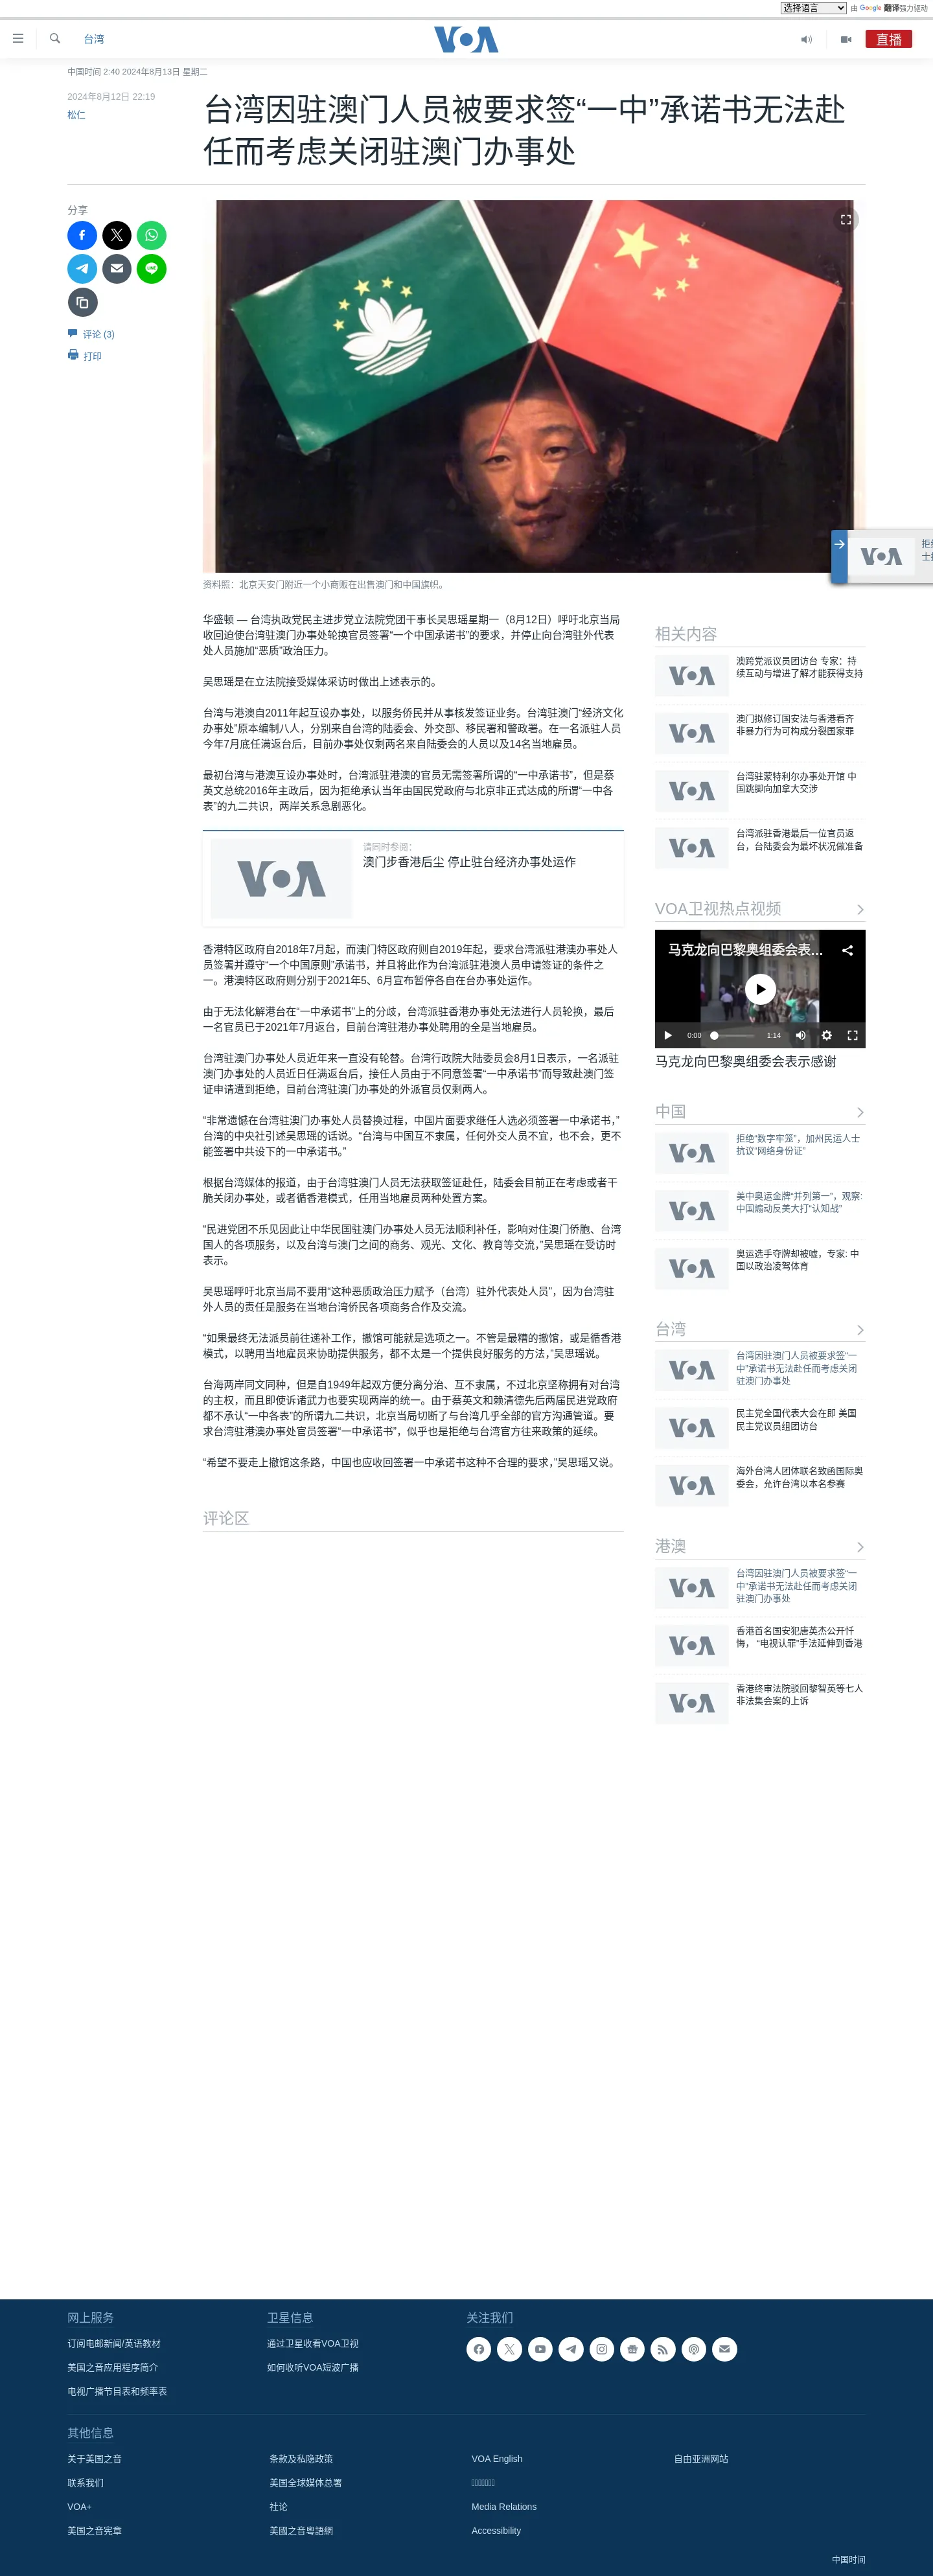 选择语言 由 Google 翻译强力驱动
台湾
VOA
直播
中国时间 2:40 2024年8月13日 星期二
2024年8月12日 22:19
松仁
台湾因驻澳门人员被要求签“一中”承诺书无法赴
任而考虑关闭驻澳门办事处
分享
评论 (3)
打印
资料照：北京天安门附近一个小商贩在出售澳门和中国旗帜。
华盛顿 — 台湾执政党民主进步党立法院党团干事长吴思瑶星期一（8月12日）呼吁北京当局
收回迫使台湾驻澳门办事处轮换官员签署“一个中国承诺书”的要求，并停止向台湾驻外代表
处人员施加“恶质”政治压力。
吴思瑶是在立法院接受媒体采访时做出上述表示的。
台湾与港澳自2011年起互设办事处，以服务侨民并从事核发签证业务。台湾驻澳门“经济文化
办事处”原本编制八人，分别来自台湾的陆委会、外交部、移民署和警政署。在一名派驻人员
今年7月底任满返台后，目前办事处仅剩两名来自陆委会的人员以及14名当地雇员。
最初台湾与港澳互设办事处时，台湾派驻港澳的官员无需签署所谓的“一中承诺书”，但是蔡
英文总统2016年主政后，因为拒绝承认当年由国民党政府与北京非正式达成的所谓“一中各
表”的九二共识，两岸关系急剧恶化。
VOA
请同时参阅：
澳门步香港后尘 停止驻台经济办事处运作
香港特区政府自2018年7月起，而澳门特区政府则自2019年起，要求台湾派驻港澳办事处人
员签署并遵守“一个中国原则”承诺书，并且将此作为台湾派驻港澳人员申请签证的条件之
一。港澳特区政府则分别于2021年5、6月宣布暂停各自在台办事处运作。
由于无法化解港台在“一中承诺书”上的分歧，台湾派驻香港办事处无法进行人员轮换，最后
一名官员已于2021年7月返台，目前台湾驻港办事处聘用的全是当地雇员。
台湾驻澳门办事处人员近年来一直没有轮替。台湾行政院大陆委员会8月1日表示，一名派驻
澳门办事处的人员近日任满返台后，接任人员由于不同意签署“一中承诺书”而导致赴澳门签
证申请遭到拒绝，目前台湾驻澳门办事处的外派官员仅剩两人。
“非常遗憾在台湾驻澳门办事处人员替换过程，中国片面要求继任人选必须签署一中承诺书，”
台湾的中央社引述吴思瑶的话说。“台湾与中国互不隶属，任何外交人员不宜，也不会，更不
能签署中共设下的一中承诺书。”
根据台湾媒体的报道，由于台湾驻澳门人员无法获取签证赴任，陆委会目前正在考虑或者干
脆关闭办事处，或者循香港模式，任用当地雇员两种处置方案。
“民进党团不乐见因此让中华民国驻澳门办事处人员无法顺利补任，影响对住澳门侨胞、台湾
国人的各项服务，以及台湾与澳门之间的商务、观光、文化、教育等交流，”吴思瑶在受访时
表示。
吴思瑶呼吁北京当局不要用“这种恶质政治压力赋予（台湾）驻外代表处人员”，因为台湾驻
外人员的责任是服务在当地台湾侨民各项商务合作及交流。
“如果最终无法派员前往递补工作，撤馆可能就是选项之一。不管是最糟的撤馆，或是循香港
模式，以聘用当地雇员来协助提供服务，都不太是一个提供良好服务的方法，”吴思瑶说。
台海两岸同文同种，但是自1949年起双方便分离分治、互不隶属，不过北京坚称拥有对台湾
的主权，而且即使诉诸武力也要实现两岸的统一。由于蔡英文和赖清德先后两届民进党政府
都不承认“一中各表”的所谓九二共识，北京当局切断了与台湾几乎全部的官方沟通管道。要
求台湾驻港澳办事处官员签署“一中承诺书”，似乎也是拒绝与台湾官方往来政策的延续。
“希望不要走上撤馆这条路，中国也应收回签署一中承诺书这种不合理的要求，”吴思瑶又说。
评论区
VOA
相关内容
VOA
澳跨党派议员团访台 专家：持
续互动与增进了解才能获得支持
VOA
澳门拟修订国安法与香港看齐
非暴力行为可构成分裂国家罪
VOA
台湾驻蒙特利尔办事处开馆 中
国跳脚向加拿大交涉
VOA
台湾派驻香港最后一位官员返
台，台陆委会为最坏状况做准备
VOA卫视热点视频
马克龙向巴黎奥组委会表...
0:00 1:14
马克龙向巴黎奥组委会表示感谢
中国
VOA
拒绝“数字牢笼”，加州民运人士
抗议“网络身份证”
VOA
美中奥运金牌“并列第一”，观察:
中国煽动反美大打“认知战”
VOA
奥运选手夺牌却被嘘，专家: 中
国以政治凌驾体育
台湾
VOA
台湾因驻澳门人员被要求签“一
中”承诺书无法赴任而考虑关闭
驻澳门办事处
VOA
民主党全国代表大会在即 美国
民主党议员组团访台
VOA
海外台湾人团体联名致函国际奥
委会，允许台湾以本名参赛
港澳
VOA
台湾因驻澳门人员被要求签“一
中”承诺书无法赴任而考虑关闭
驻澳门办事处
VOA
香港首名国安犯唐英杰公开忏
悔， “电视认罪”手法延伸到香港
VOA
香港终审法院驳回黎智英等七人
非法集会案的上诉
网上服务
订阅电邮新闻/英语教材
美国之音应用程序简介
电视广播节目表和频率表
卫星信息
通过卫星收看VOA卫视
如何收听VOA短波广播
关注我们
其他信息
关于美国之音
联系我们
VOA+
美国之音宪章
条款及私隐政策
美国全球媒体总署
社论
美國之音粵語網
VOA English
Media Relations
Accessibility
自由亚洲网站
中国时间